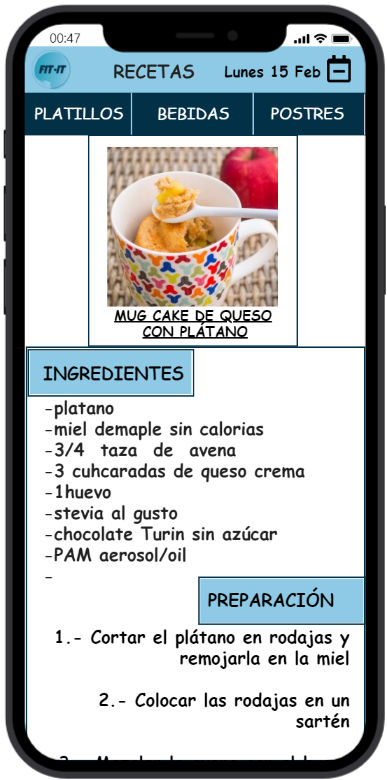 00:47
FIT-IT
RECETAS
Lunes 15 Feb
PLATILLOS
BEBIDAS
POSTRES
MUG CAKE DE QUESO
CON PLÁTANO
INGREDIENTES
-platano
-miel demaple sin calorias
-3/4 taza de avena
-3 cuhcaradas de queso crema
-1huevo
-stevia al gusto
-chocolate Turin sin azúcar
-PAM aerosol/oil
-
PREPARACIÓN
1.- Cortar el plátano en rodajas y
remojarla en la miel
2.- Colocar las rodajas en un
sartén